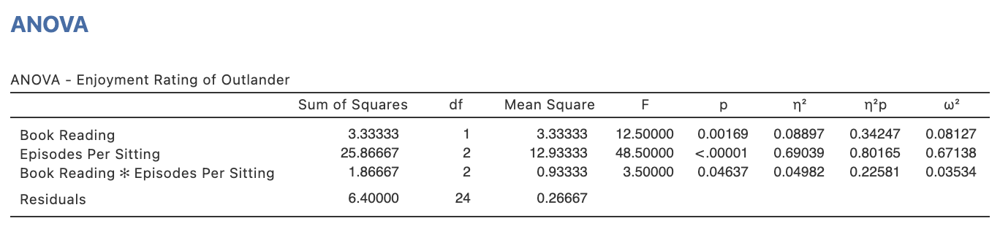 ANOVA
ANOVA - Enjoyment Rating of Outlander
Sum of Squares df Mean Square F p η² η²p ω²
Book Reading 3.33333 1 3.33333 12.50000 0.00169 0.08897 0.34247 0.08127
Episodes Per Sitting 25.86667 2 12.93333 48.50000 <.00001 0.69039 0.80165 0.67138
Book Reading ✻ Episodes Per Sitting 1.86667 2 0.93333 3.50000 0.04637 0.04982 0.22581 0.03534
Residuals 6.40000 24 0.26667